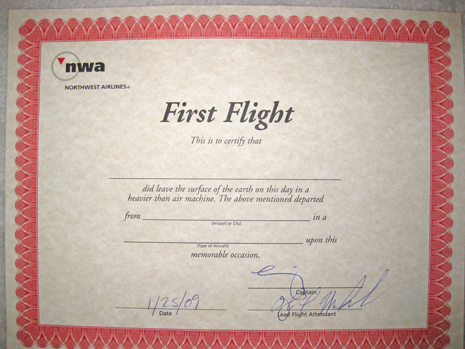 nwa
NORTHWEST AIRLINES®
First Flight
This is to certify that
did leave the surface of the earth on this day in a
heavier than air machine. The above mentioned departed
from in a
(Airport or City)
upon this
(Type of Aircraft)
memorable occasion.
Captain
1/25/09
Date
Lead Flight Attendant